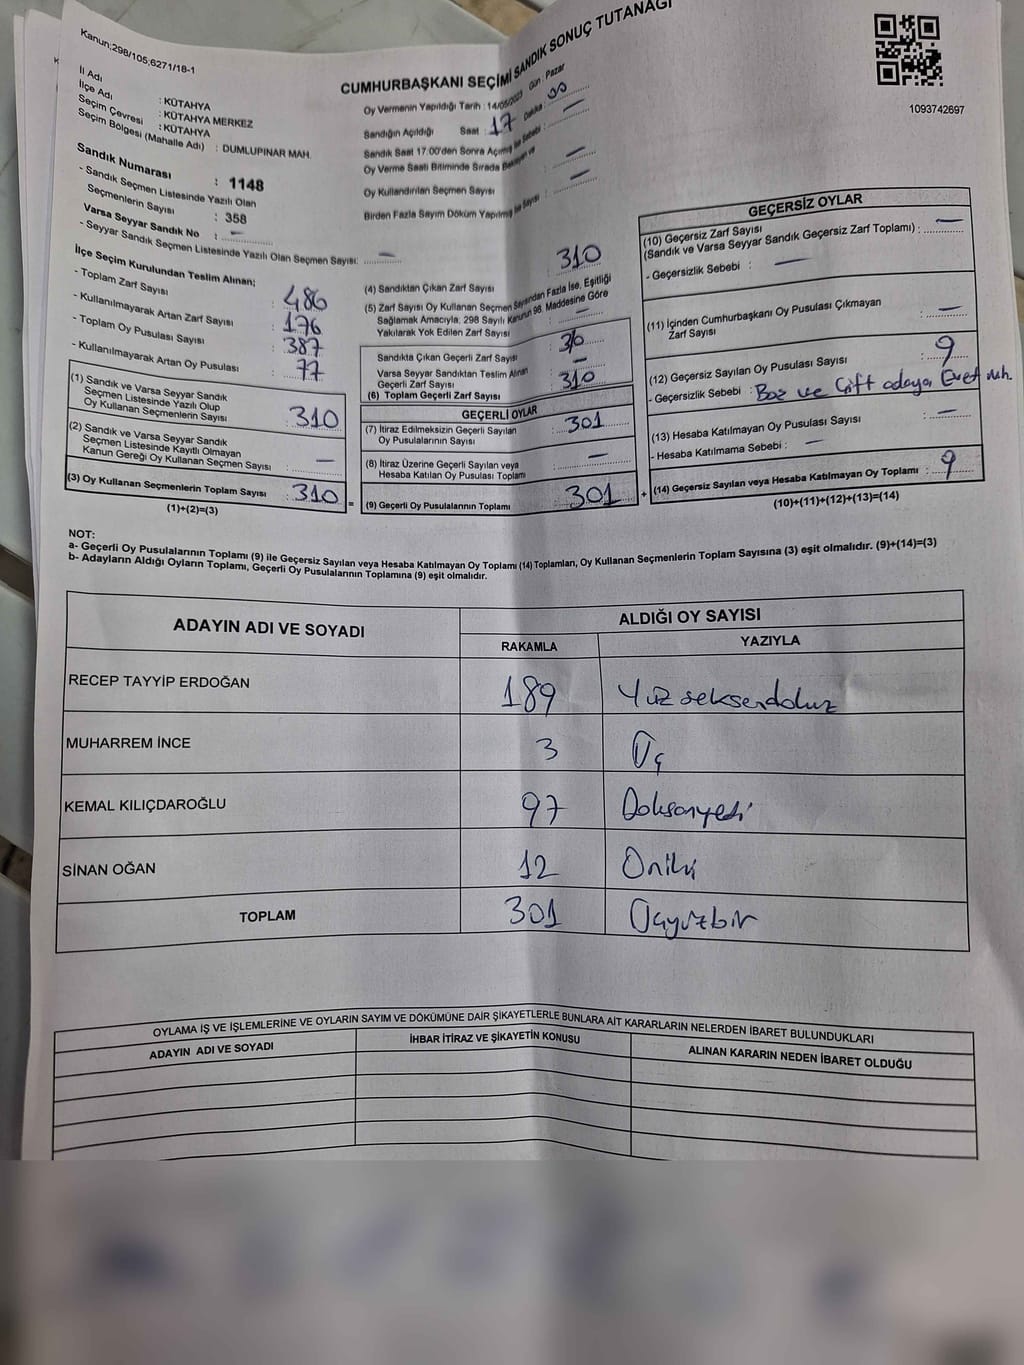 Kanun:298/105,6271/18-1
CUMHURBAŞKANI SEÇİMİ SANDIK SONUÇ TUTANAĞI
1093742697
İl Adı : KÜTAHYA
İlçe Adı : KÜTAHYA MERKEZ
Seçim Çevresi : KÜTAHYA
Seçim Bölgesi (Mahalle Adı) : DUMLUPINAR MAH.
Sandık Numarası : 1148
- Sandık Seçmen Listesinde Yazılı Olan
Seçmenlerin Sayısı : 358
Varsa Seyyar Sandık No : —
- Seyyar Sandık Seçmen Listesinde Yazılı Olan Seçmen Sayısı: —
İlçe Seçim Kurulundan Teslim Alınan;
- Toplam Zarf Sayısı : 486
- Kullanılmayarak Artan Zarf Sayısı : 176
- Toplam Oy Pusulası Sayısı : 387
- Kullanılmayarak Artan Oy Pusulası : 77
(1) Sandık ve Varsa Seyyar Sandık
Seçmen Listesinde Yazılı Olup
Oy Kullanan Seçmenlerin Sayısı : 310
(2) Sandık ve Varsa Seyyar Sandık
Seçmen Listesinde Kayıtlı Olmayan
Kanun Gereği Oy Kullanan Seçmen Sayısı : —
(3) Oy Kullanan Seçmenlerin Toplam Sayısı : 310 =
(1)+(2)=(3)
Oy Vermenin Yapıldığı Tarih : 14/05/2023 Gün : Pazar
Sandığın Açıldığı Saat : 17 Dakika : 00
Sandık Saat 17.00'den Sonra Açılmış ise Sebebi : —
Oy Verme Saati Bitiminde Sırada Bekleyen ve
Oy Kullandırılan Seçmen Sayısı : —
Birden Fazla Sayım Döküm Yapılmış ise Sayısı : —
(4) Sandıktan Çıkan Zarf Sayısı : 310
(5) Zarf Sayısı Oy Kullanan Seçmen Sayısından Fazla İse, Eşitliği
Sağlamak Amacıyla; 298 Sayılı Kanunun 98. Maddesine Göre
Yakılarak Yok Edilen Zarf Sayısı : —
Sandıkta Çıkan Geçerli Zarf Sayısı :
Varsa Seyyar Sandıktan Teslim Alınan
Geçerli Zarf Sayısı : —
(6) Toplam Geçerli Zarf Sayısı : 310
GEÇERLİ OYLAR
(7) İtiraz Edilmeksizin Geçerli Sayılan
Oy Pusulalarının Sayısı : 301
(8) İtiraz Üzerine Geçerli Sayılan veya
Hesaba Katılan Oy Pusulası Toplam : —
(9) Geçerli Oy Pusulalarının Toplamı : 301 +
GEÇERSİZ OYLAR
(10) Geçersiz Zarf Sayısı
(Sandık ve Varsa Seyyar Sandık Geçersiz Zarf Toplamı) : —
- Geçersizlik Sebebi : —
(11) İçinden Cumhurbaşkanı Oy Pusulası Çıkmayan
Zarf Sayısı : —
(12) Geçersiz Sayılan Oy Pusulası Sayısı : 9
- Geçersizlik Sebebi : Boş ve Çift adaya Evet müh.
(13) Hesaba Katılmayan Oy Pusulası Sayısı : —
- Hesaba Katılmama Sebebi : —
(14) Geçersiz Sayılan veya Hesaba Katılmayan Oy Toplamı : 9
(10)+(11)+(12)+(13)=(14)
NOT:
a- Geçerli Oy Pusulalarının Toplamı (9) ile Geçersiz Sayılan veya Hesaba Katılmayan Oy Toplamı (14) Toplamları, Oy Kullanan Seçmenlerin Toplam Sayısına (3) eşit olmalıdır. (9)+(14)=(3)
b- Adayların Aldığı Oyların Toplamı, Geçerli Oy Pusulalarının Toplamına (9) eşit olmalıdır.
ADAYIN ADI VE SOYADI ALDIĞI OY SAYISI
RAKAMLA YAZIYLA
RECEP TAYYİP ERDOĞAN 189 Yüzseksendokuz
MUHARREM İNCE 3 Üç
KEMAL KILIÇDAROĞLU 97 Doksanyedi
SİNAN OĞAN 12 Oniki
TOPLAM 301 Üçyüzbir
OYLAMA İŞ VE İŞLEMLERİNE VE OYLARIN SAYIM VE DÖKÜMÜNE DAİR ŞİKAYETLERLE BUNLARA AİT KARARLARIN NELERDEN İBARET BULUNDUKLARI
ADAYIN ADI VE SOYADI İHBAR İTİRAZ VE ŞİKAYETİN KONUSU ALINAN KARARIN NEDEN İBARET OLDUĞU